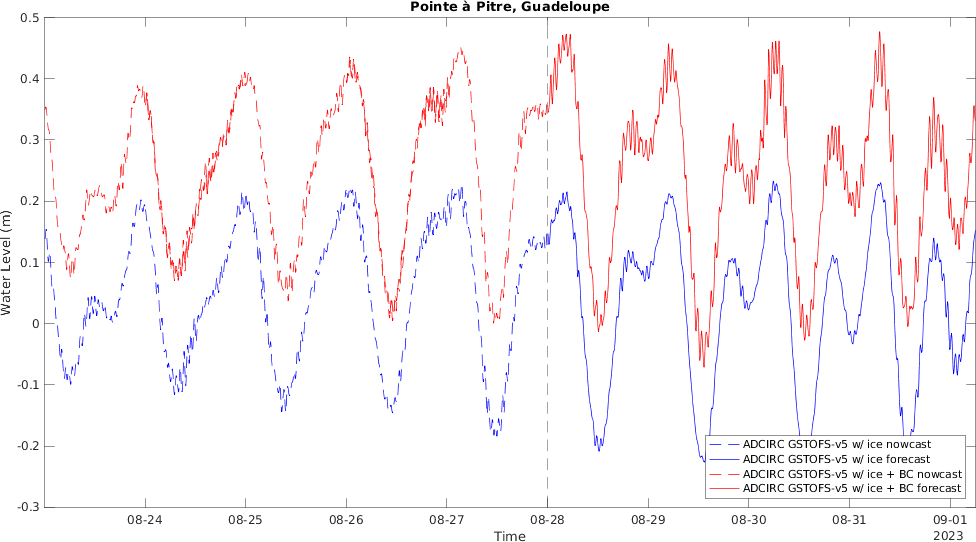 Pointe à Pitre, Guadeloupe
0.5
0.4
0.3
0.2
0.1
0
-0.1
-0.2
-0.3
Water Level (m)
ADCIRC GSTOFS-v5 w/ ice nowcast
ADCIRC GSTOFS-v5 w/ ice forecast
ADCIRC GSTOFS-v5 w/ ice + BC nowcast
ADCIRC GSTOFS-v5 w/ ice + BC forecast
08-24 08-25 08-26 08-27 08-28 08-29 08-30 08-31 09-01
2023
Time